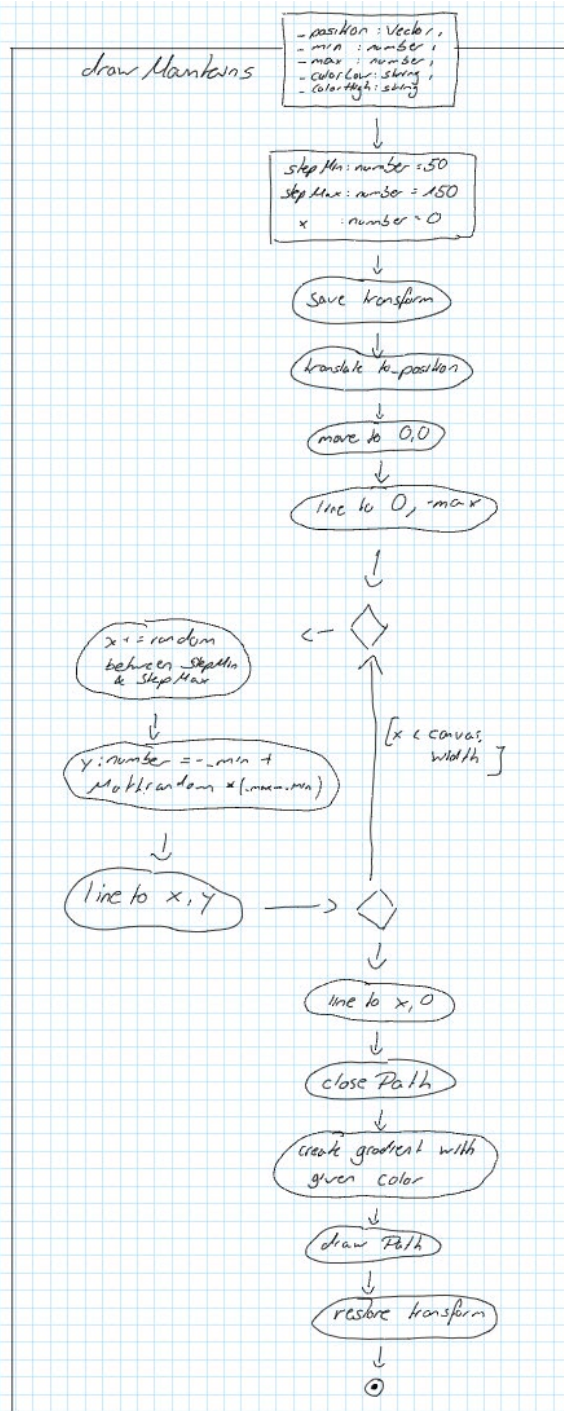 draw Mountains
_position : Vector,
_min : number,
_max : number,
_colorLow : string,
_colorHigh : string
stepMin : number = 50
stepMax : number = 150
x : number = 0
save transform
translate to _position
move to 0,0
line to 0, -max
x += random
between stepMin
& stepMax
[x < canvas.
width ]
y : number = - _min +
Math.random * (_max - _min)
line to x, y
line to x, 0
close Path
create gradient with
given color
draw Path
restore transform